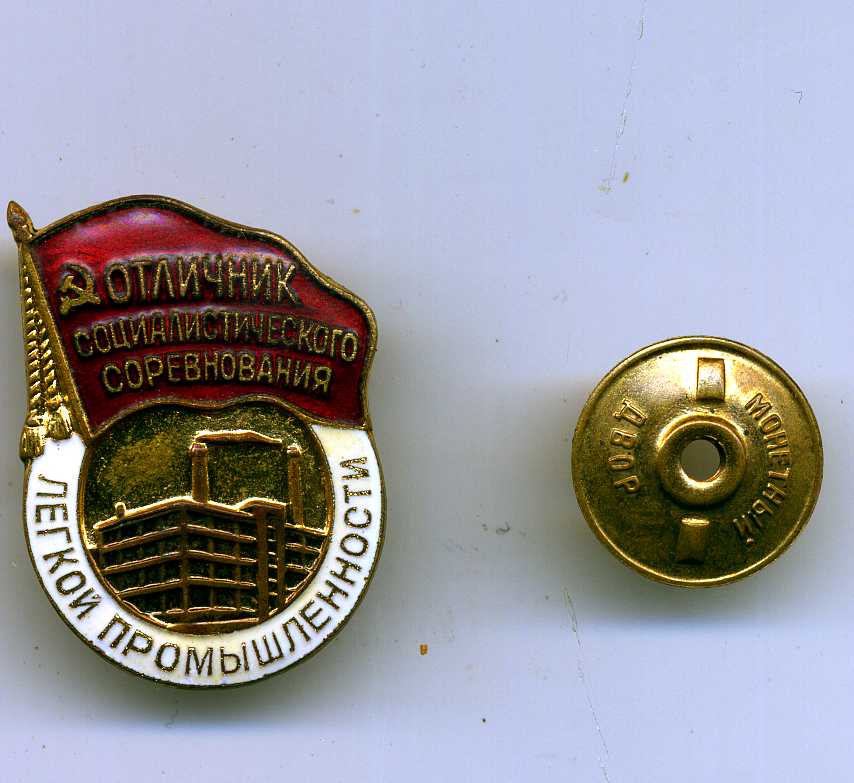 ОТЛИЧНИК
СОЦИАЛИСТИЧЕСКОГО
СОРЕВНОВАНИЯ
ЛЕГКОЙ ПРОМЫШЛЕННОСТИ
МОНЕТНЫЙ
ДВОР